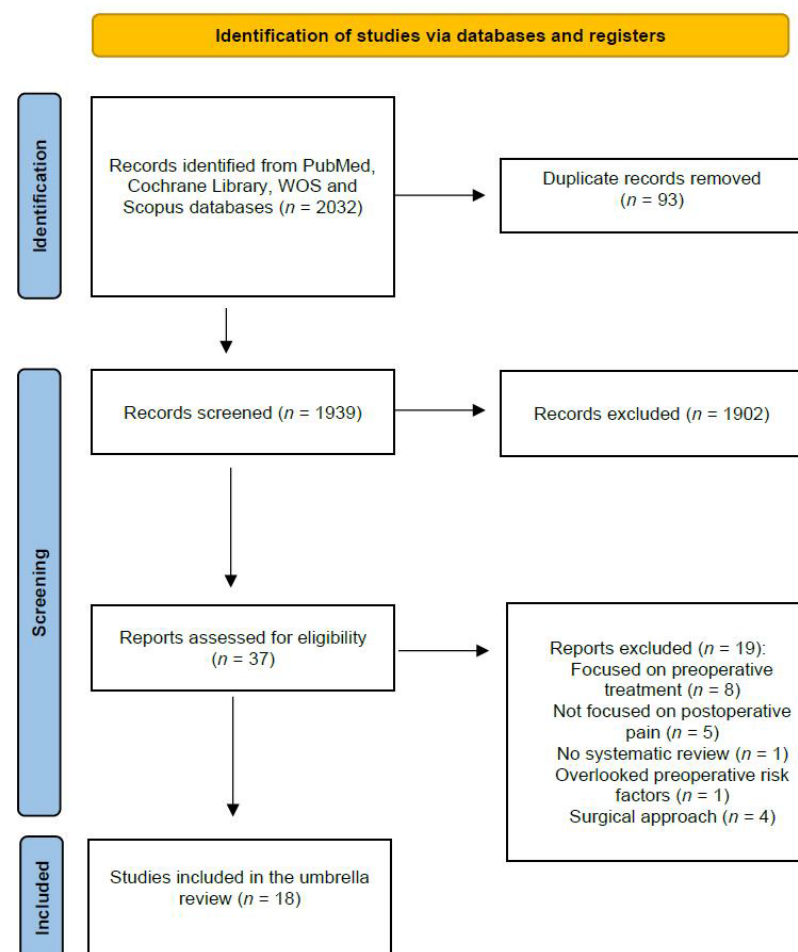 Identification of studies via databases and registers
Identification
Records identified from PubMed,
Cochrane Library, WOS and
Scopus databases (n = 2032)
Duplicate records removed
(n = 93)
Screening
Records screened (n = 1939)
Records excluded (n = 1902)
Reports assessed for eligibility
(n = 37)
Reports excluded (n = 19):
Focused on preoperative
treatment (n = 8)
Not focused on postoperative
pain (n = 5)
No systematic review (n = 1)
Overlooked preoperative risk
factors (n = 1)
Surgical approach (n = 4)
Included
Studies included in the umbrella
review (n = 18)